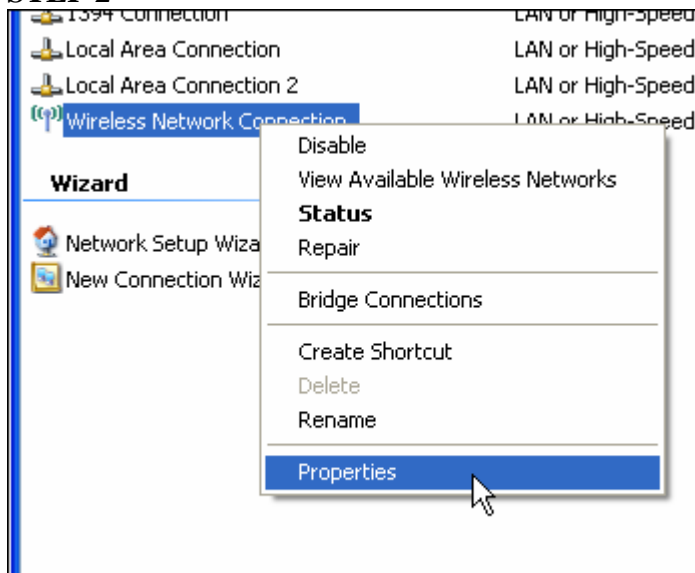 STEP 2
1394 Connection LAN or High-Speed
Local Area Connection LAN or High-Speed
Local Area Connection 2 LAN or High-Speed
Wireless Network Connection LAN or High-Speed
Disable
Wizard
View Available Wireless Networks
Status
Network Setup Wiza
Repair
New Connection Wiz
Bridge Connections
Create Shortcut
Delete
Rename
Properties